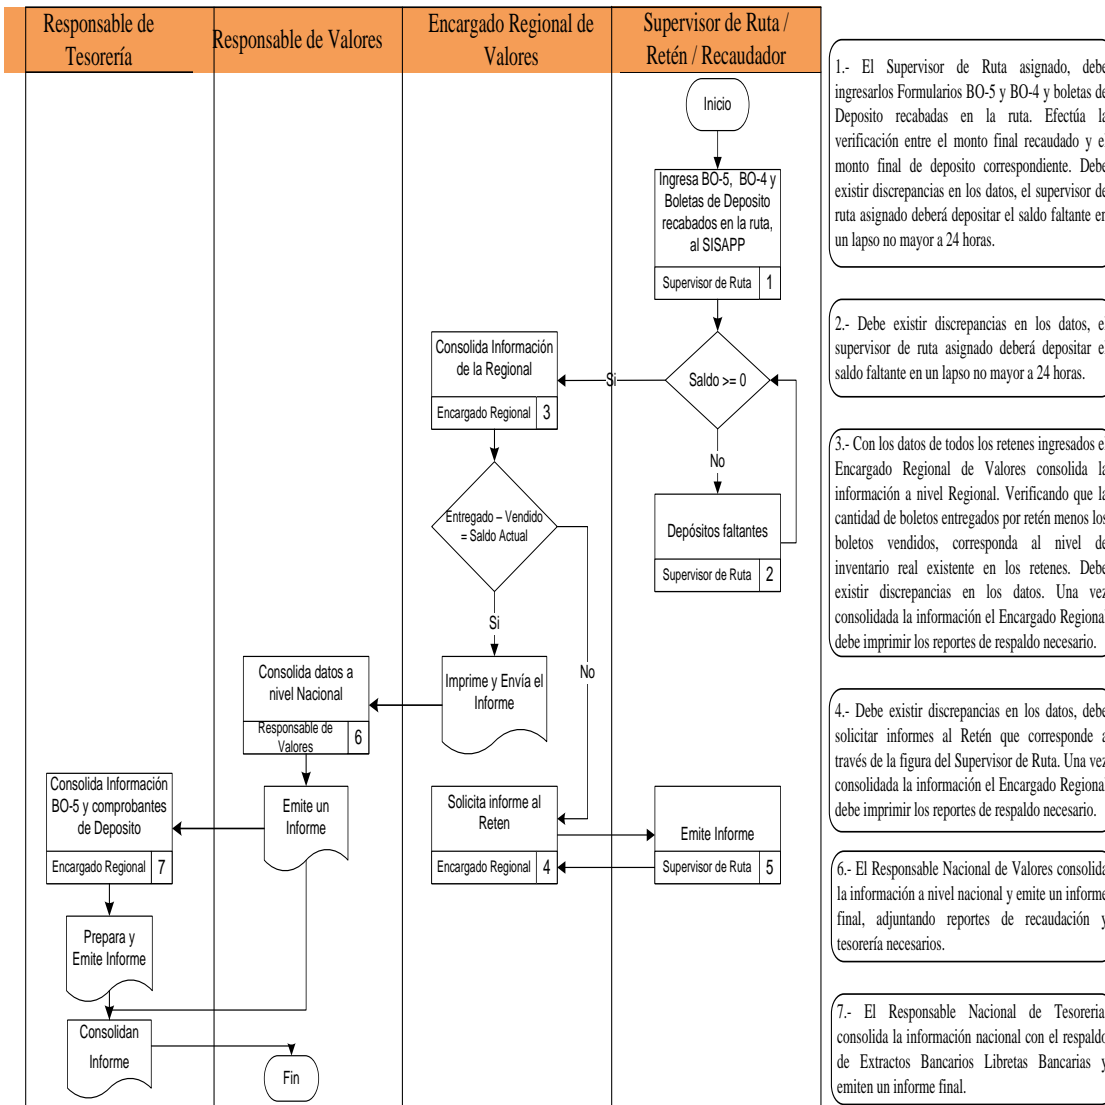 Responsable de
Tesorería
Responsable de Valores
Encargado Regional de
Valores
Supervisor de Ruta /
Retén / Recaudador
Inicio
Ingresa BO-5, BO-4 y
Boletas de Deposito
recabados en la ruta,
al SISAPP
Supervisor de Ruta 1
Saldo >= 0
Si
No
Depósitos faltantes
Supervisor de Ruta 2
Consolida Información
de la Regional
Encargado Regional 3
Entregado – Vendido
= Saldo Actual
Si
No
Imprime y Envía el
Informe
Consolida datos a
nivel Nacional
Responsable de
Valores 6
Emite un
Informe
Solicita informe al
Reten
Encargado Regional 4
Emite Informe
Supervisor de Ruta 5
Consolida Información
BO-5 y comprobantes
de Deposito
Encargado Regional 7
Prepara y
Emite Informe
Consolidan
Informe
Fin
1.- El Supervisor de Ruta asignado, debe
ingresarlos Formularios BO-5 y BO-4 y boletas de
Deposito recabadas en la ruta. Efectúa la
verificación entre el monto final recaudado y el
monto final de deposito correspondiente. Debe
existir discrepancias en los datos, el supervisor de
ruta asignado deberá depositar el saldo faltante en
un lapso no mayor a 24 horas.
2.- Debe existir discrepancias en los datos, el
supervisor de ruta asignado deberá depositar el
saldo faltante en un lapso no mayor a 24 horas.
3.- Con los datos de todos los retenes ingresados el
Encargado Regional de Valores consolida la
información a nivel Regional. Verificando que la
cantidad de boletos entregados por retén menos los
boletos vendidos, corresponda al nivel de
inventario real existente en los retenes. Debe
existir discrepancias en los datos. Una vez
consolidada la información el Encargado Regional
debe imprimir los reportes de respaldo necesario.
4.- Debe existir discrepancias en los datos, debe
solicitar informes al Retén que corresponde a
través de la figura del Supervisor de Ruta. Una vez
consolidada la información el Encargado Regional
debe imprimir los reportes de respaldo necesario.
6.- El Responsable Nacional de Valores consolida
la información a nivel nacional y emite un informe
final, adjuntando reportes de recaudación y
tesorería necesarios.
7.- El Responsable Nacional de Tesoreria
consolida la información nacional con el respaldo
de Extractos Bancarios Libretas Bancarias y
emiten un informe final.